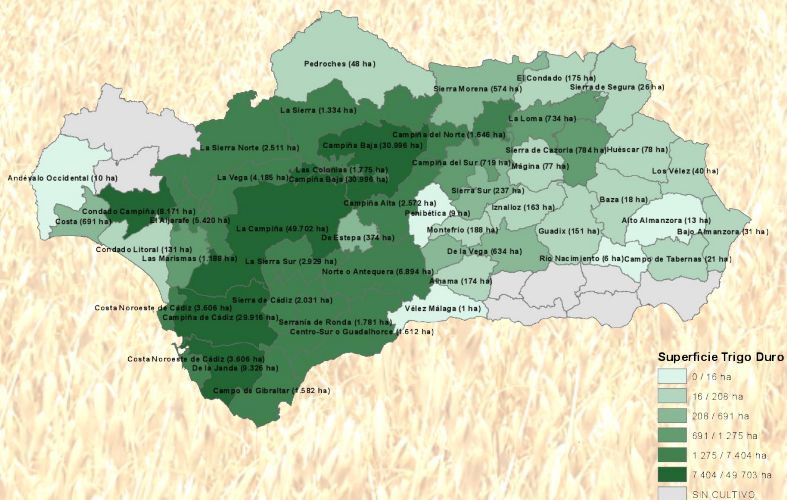 Pedroches (48 ha)
El Condado (175 ha)
Sierra Morena (574 ha)
Sierra de Segura (26 ha)
La Sierra (1.334 ha)
La Loma (734 ha)
Campiña del Norte (1.646 ha)
La Sierra Norte (2.511 ha)
Campiña Baja (30.996 ha)
Sierra de Cazorla (784 ha)
Huéscar (78 ha)
Campiña del Sur (719 ha)
Mágina (77 ha)
Las Colonias (1.775 ha)
Los Vélez (40 ha)
Andévalo Occidental (10 ha)
La Vega (4.185 ha)
Campiña Baja (30.996 ha)
Sierra Sur (237 ha)
Campiña Alta (2.572 ha)
Baza (18 ha)
Condado Campiña (8.171 ha)
Penibética (9 ha)
Iznalloz (163 ha)
Costa (691 ha)
El Aljarafe (5.420 ha)
Alto Almanzora (13 ha)
La Campiña (49.702 ha)
Montefrío (188 ha)
Guadix (151 ha)
Bajo Almanzora (31 ha)
De Estepa (374 ha)
Condado Litoral (131 ha)
De la Vega (634 ha)
Las Marismas (1.188 ha)
La Sierra Sur (2.929 ha)
Río Nacimiento (6 ha)
Campo de Tabernas (21 ha)
Norte o Antequera (6.894 ha)
Alhama (174 ha)
Sierra de Cádiz (2.031 ha)
Costa Noroeste de Cádiz (3.606 ha)
Vélez Málaga (1 ha)
Campiña de Cádiz (28.916 ha)
Serranía de Ronda (1.781 ha)
Centro-Sur o Guadalhorce (1.612 ha)
Costa Noroeste de Cádiz (3.606 ha)
De la Janda (9.326 ha)
Campo de Gibraltar (1.582 ha)
Superficie Trigo Duro
0 / 16 ha
16 / 208 ha
208 / 691 ha
691 / 1.275 ha
1.275 / 7.404 ha
7.404 / 49.703 ha
SIN CULTIVO